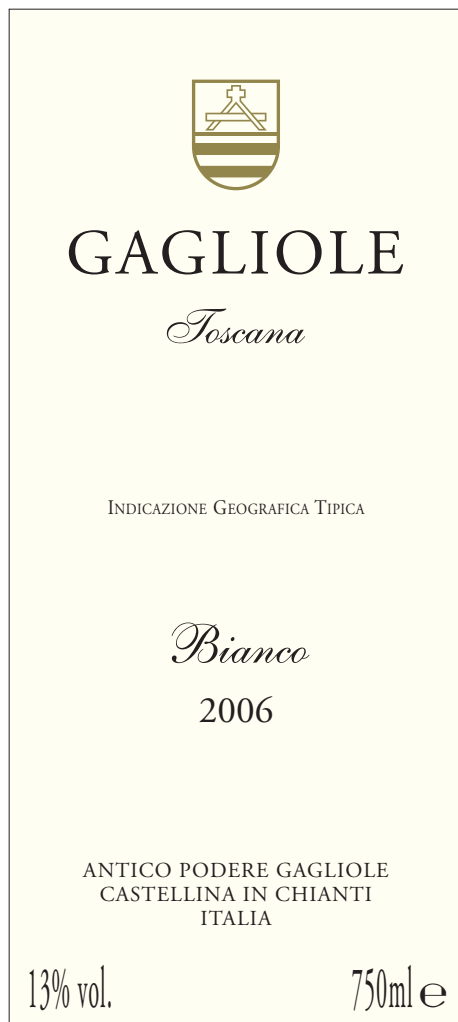 GAGLIOLE
Toscana
INDICAZIONE GEOGRAFICA TIPICA
Bianco
2006
ANTICO PODERE GAGLIOLE
CASTELLINA IN CHIANTI
ITALIA
13% vol. 750ml ℮